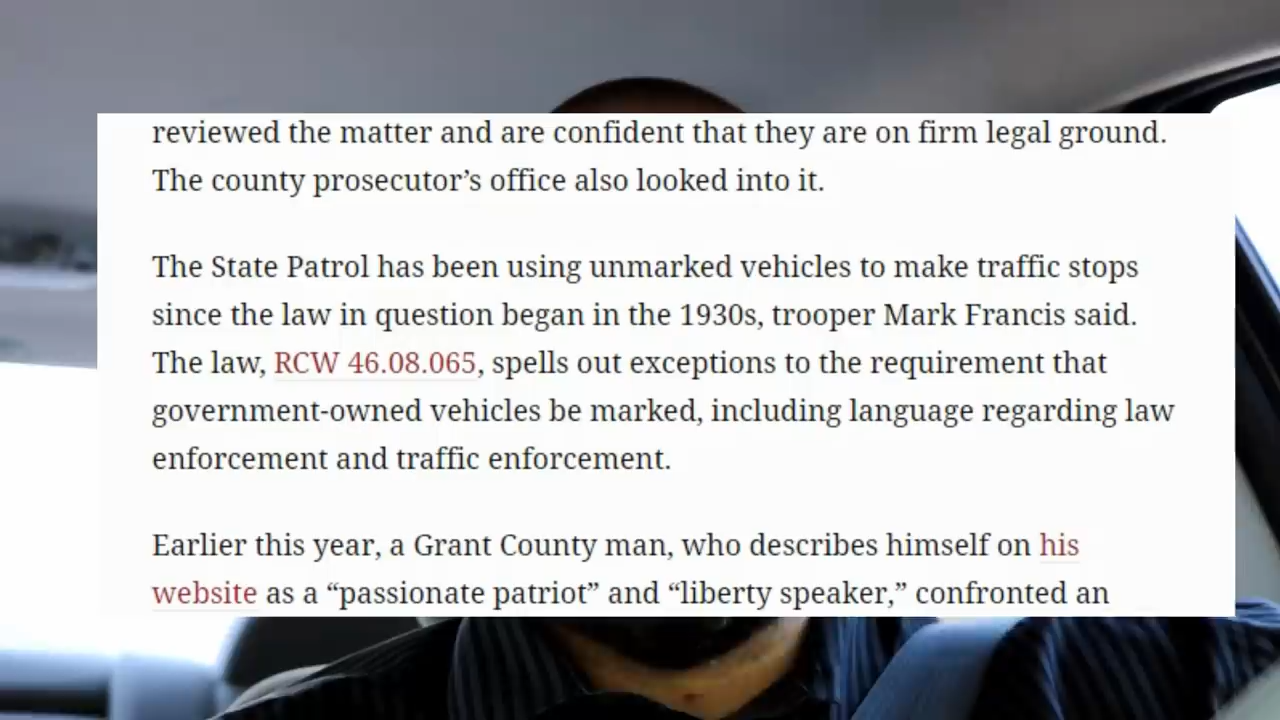 reviewed the matter and are confident that they are on firm legal ground.
The county prosecutor’s office also looked into it.
The State Patrol has been using unmarked vehicles to make traffic stops
since the law in question began in the 1930s, trooper Mark Francis said.
The law, RCW 46.08.065, spells out exceptions to the requirement that
government-owned vehicles be marked, including language regarding law
enforcement and traffic enforcement.
Earlier this year, a Grant County man, who describes himself on his
website as a “passionate patriot” and “liberty speaker,” confronted an